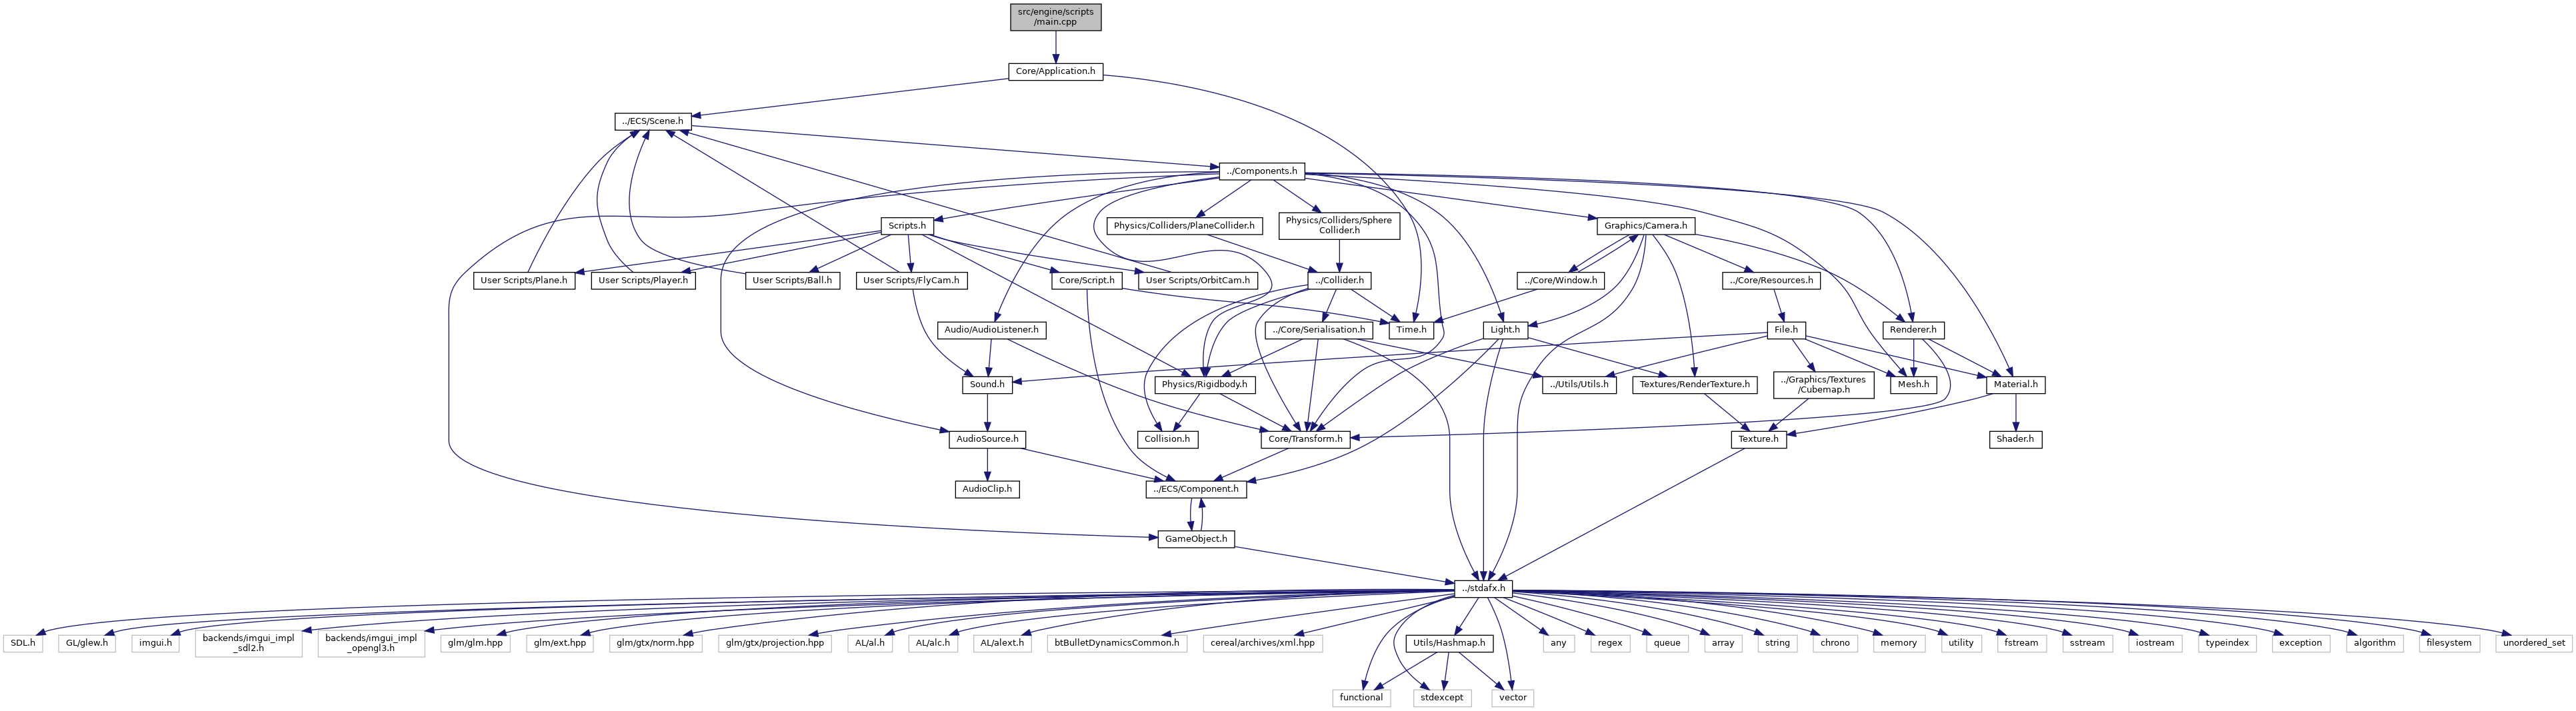 src/engine/scripts
/main.cpp
Core/Application.h
../ECS/Scene.h
../Components.h
Scripts.h
Physics/Colliders/PlaneCollider.h
Physics/Colliders/Sphere
Collider.h
Graphics/Camera.h
User Scripts/Plane.h
User Scripts/Player.h
User Scripts/Ball.h
User Scripts/FlyCam.h
Core/Script.h
User Scripts/OrbitCam.h
../Collider.h
../Core/Window.h
../Core/Resources.h
Audio/AudioListener.h
../Core/Serialisation.h
Time.h
Light.h
File.h
Renderer.h
Sound.h
Physics/Rigidbody.h
../Utils/Utils.h
Textures/RenderTexture.h
../Graphics/Textures
/Cubemap.h
Mesh.h
Material.h
AudioSource.h
Collision.h
Core/Transform.h
Texture.h
Shader.h
AudioClip.h
../ECS/Component.h
GameObject.h
../stdafx.h
SDL.h
GL/glew.h
imgui.h
backends/imgui_impl
_sdl2.h
backends/imgui_impl
_opengl3.h
glm/glm.hpp
glm/ext.hpp
glm/gtx/norm.hpp
glm/gtx/projection.hpp
AL/al.h
AL/alc.h
AL/alext.h
btBulletDynamicsCommon.h
cereal/archives/xml.hpp
Utils/Hashmap.h
any
regex
queue
array
string
chrono
memory
utility
fstream
sstream
iostream
typeindex
exception
algorithm
filesystem
unordered_set
functional
stdexcept
vector